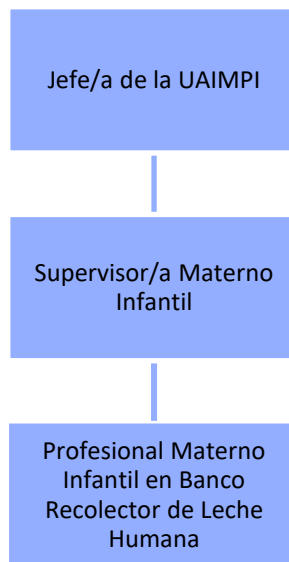 Jefe/a de la UAIMPI
Supervisor/a Materno
Infantil
Profesional Materno
Infantil en Banco
Recolector de Leche
Humana